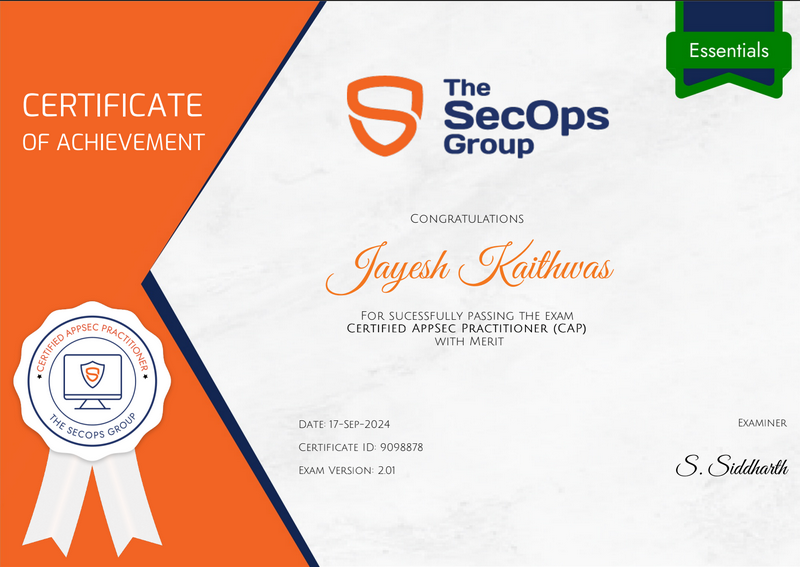 Essentials
CERTIFICATE
OF ACHIEVEMENT
The
SecOps
Group
Congratulations
Jayesh Kaithwas
For sucessfully passing the exam
Certified AppSec Practitioner (CAP)
with Merit
CERTIFIED APPSEC PRACTITIONER
THE SECOPS GROUP
Date: 17-Sep-2024
Certificate ID: 9098878
Exam Version: 2.01
Examiner
S. Siddharth